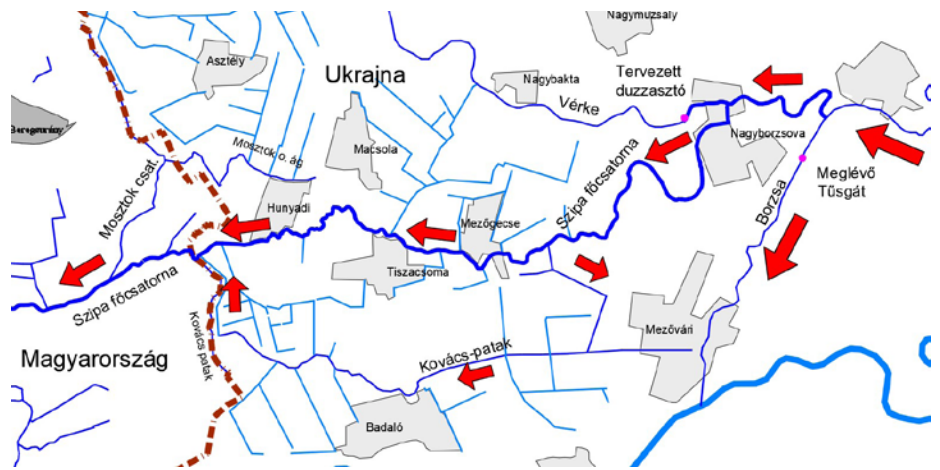 Nagymuzsaly
Asztély
Ukrajna
Tervezett
duzzasztó
Nagybakta
Vérke
Beregsurány
Nagyborzsova
Macsola
Mosztok o. ág
Szipa főcsatorna
Meglévő
Tűsgát
Borzsa
Mosztok csat.
Hunyadi
Mezőgecse
Tiszacsoma
Szipa főcsatorna
Kovács patak
Mezővári
Magyarország
Kovács-patak
Badaló